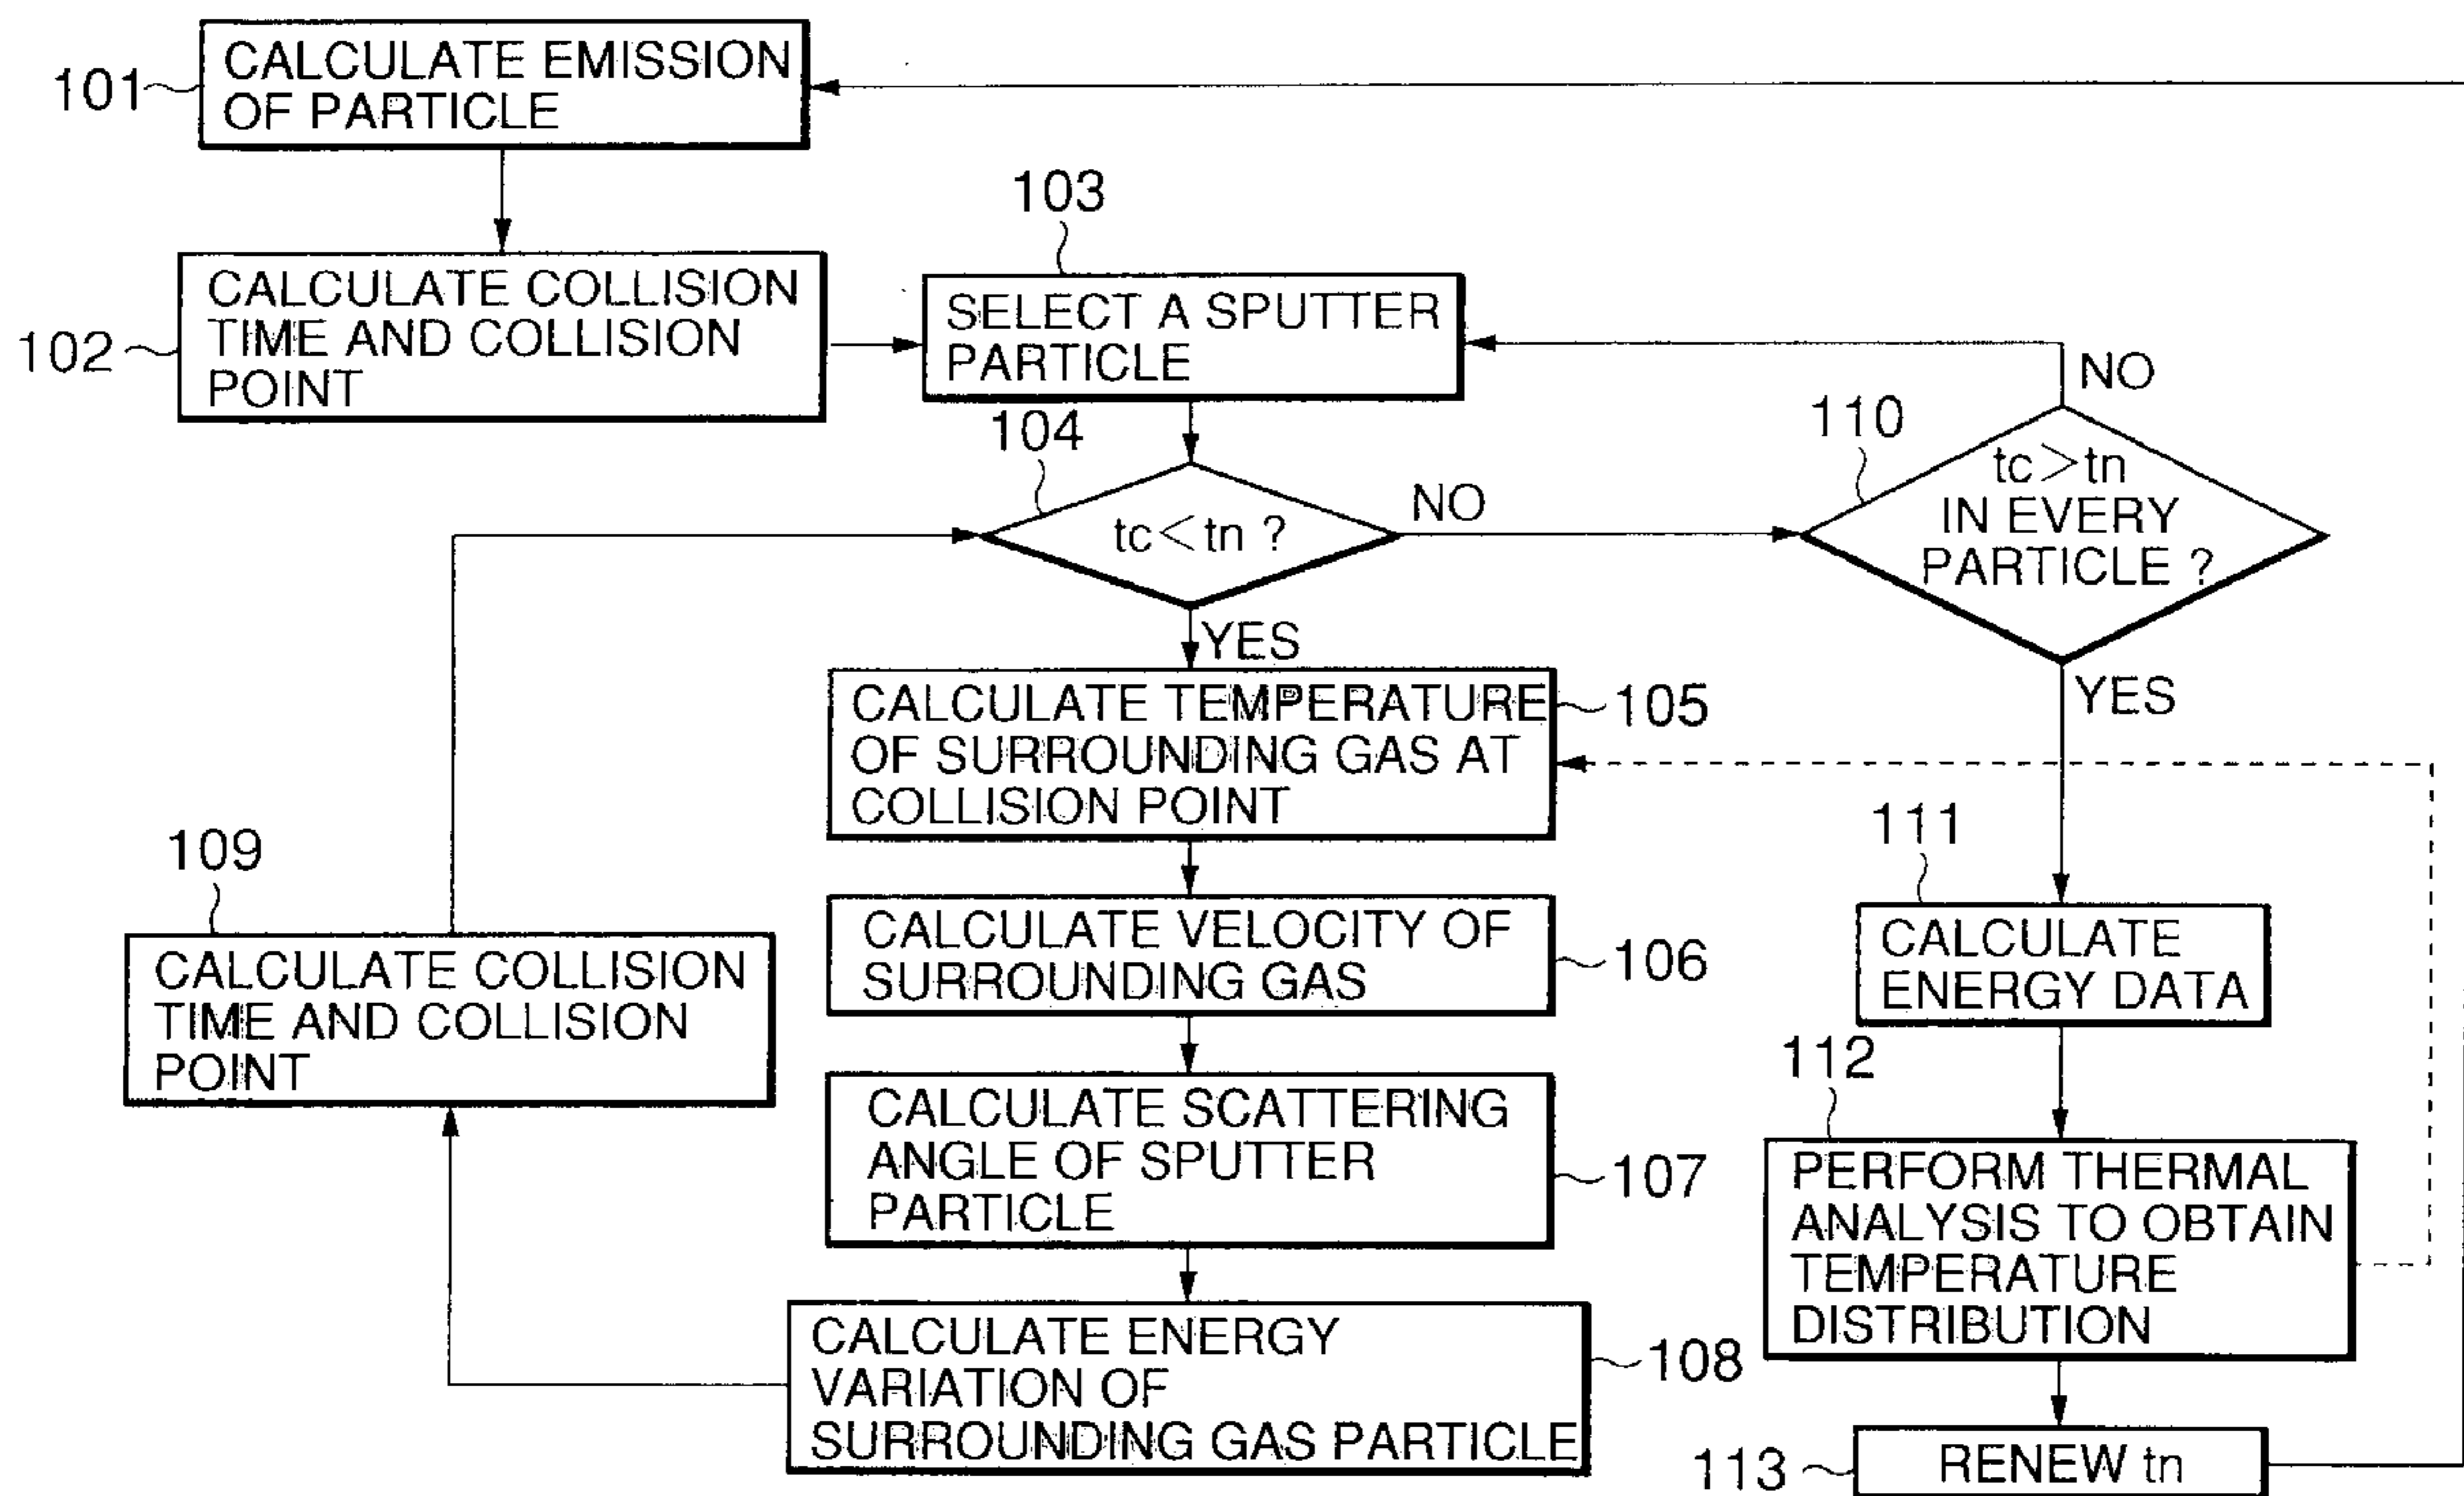 101
CALCULATE EMISSION
OF PARTICLE
102
CALCULATE COLLISION
TIME AND COLLISION
POINT
103
SELECT A SPUTTER
PARTICLE
104
tc<tn ?
NO
YES
110
tc>tn
IN EVERY
PARTICLE ?
NO
YES
CALCULATE TEMPERATURE
OF SURROUNDING GAS AT
COLLISION POINT
105
CALCULATE VELOCITY OF
SURROUNDING GAS
106
CALCULATE SCATTERING
ANGLE OF SPUTTER
PARTICLE
107
CALCULATE ENERGY
VARIATION OF
SURROUNDING GAS PARTICLE
108
109
CALCULATE COLLISION
TIME AND COLLISION
POINT
111
CALCULATE
ENERGY DATA
112
PERFORM THERMAL
ANALYSIS TO OBTAIN
TEMPERATURE
DISTRIBUTION
113
RENEW tn